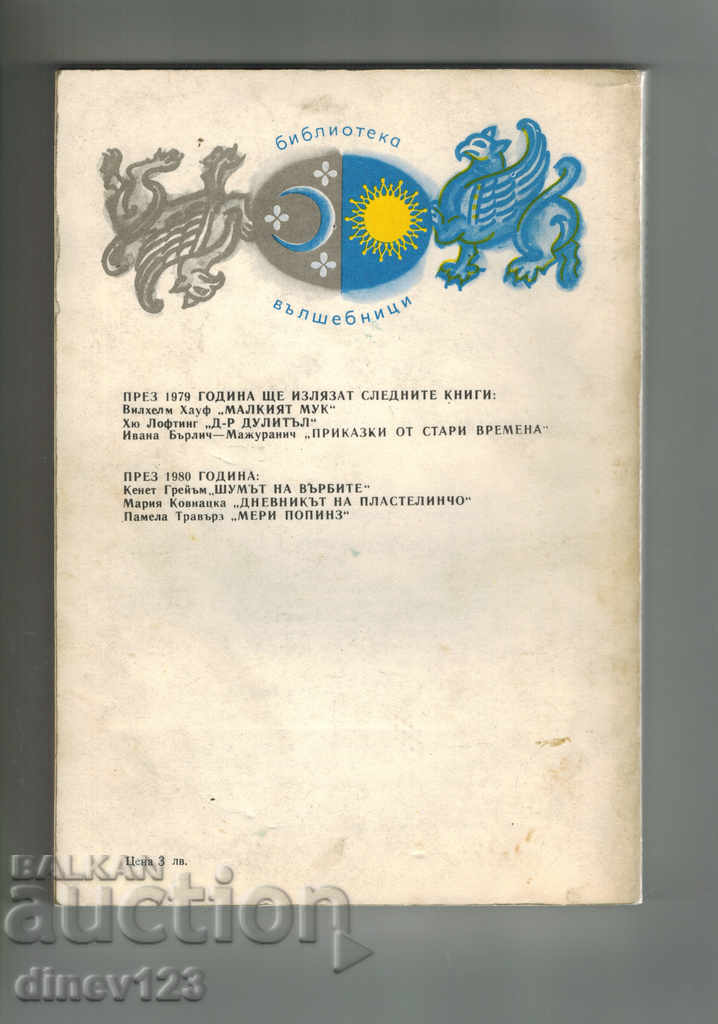 библиотека
вълшебници
ПРЕЗ 1979 ГОДИНА ЩЕ ИЗЛЯЗАТ СЛЕДНИТЕ КНИГИ:
Вилхелм Хауф „МАЛКИЯТ МУК“
Хю Лофтинг „Д-Р ДУЛИТЪЛ“
Ивана Бърлич—Мажуранич „ПРИКАЗКИ ОТ СТАРИ ВРЕМЕНА“
ПРЕЗ 1980 ГОДИНА:
Кенет Грейъм „ШУМЪТ НА ВЪРБИТЕ“
Мария Ковнацка „ДНЕВНИКЪТ НА ПЛАСТЕЛИНЧО“
Памела Травърз „МЕРИ ПОПИНЗ“
Цена 3 лв.
BALKAN
auction
dinev123